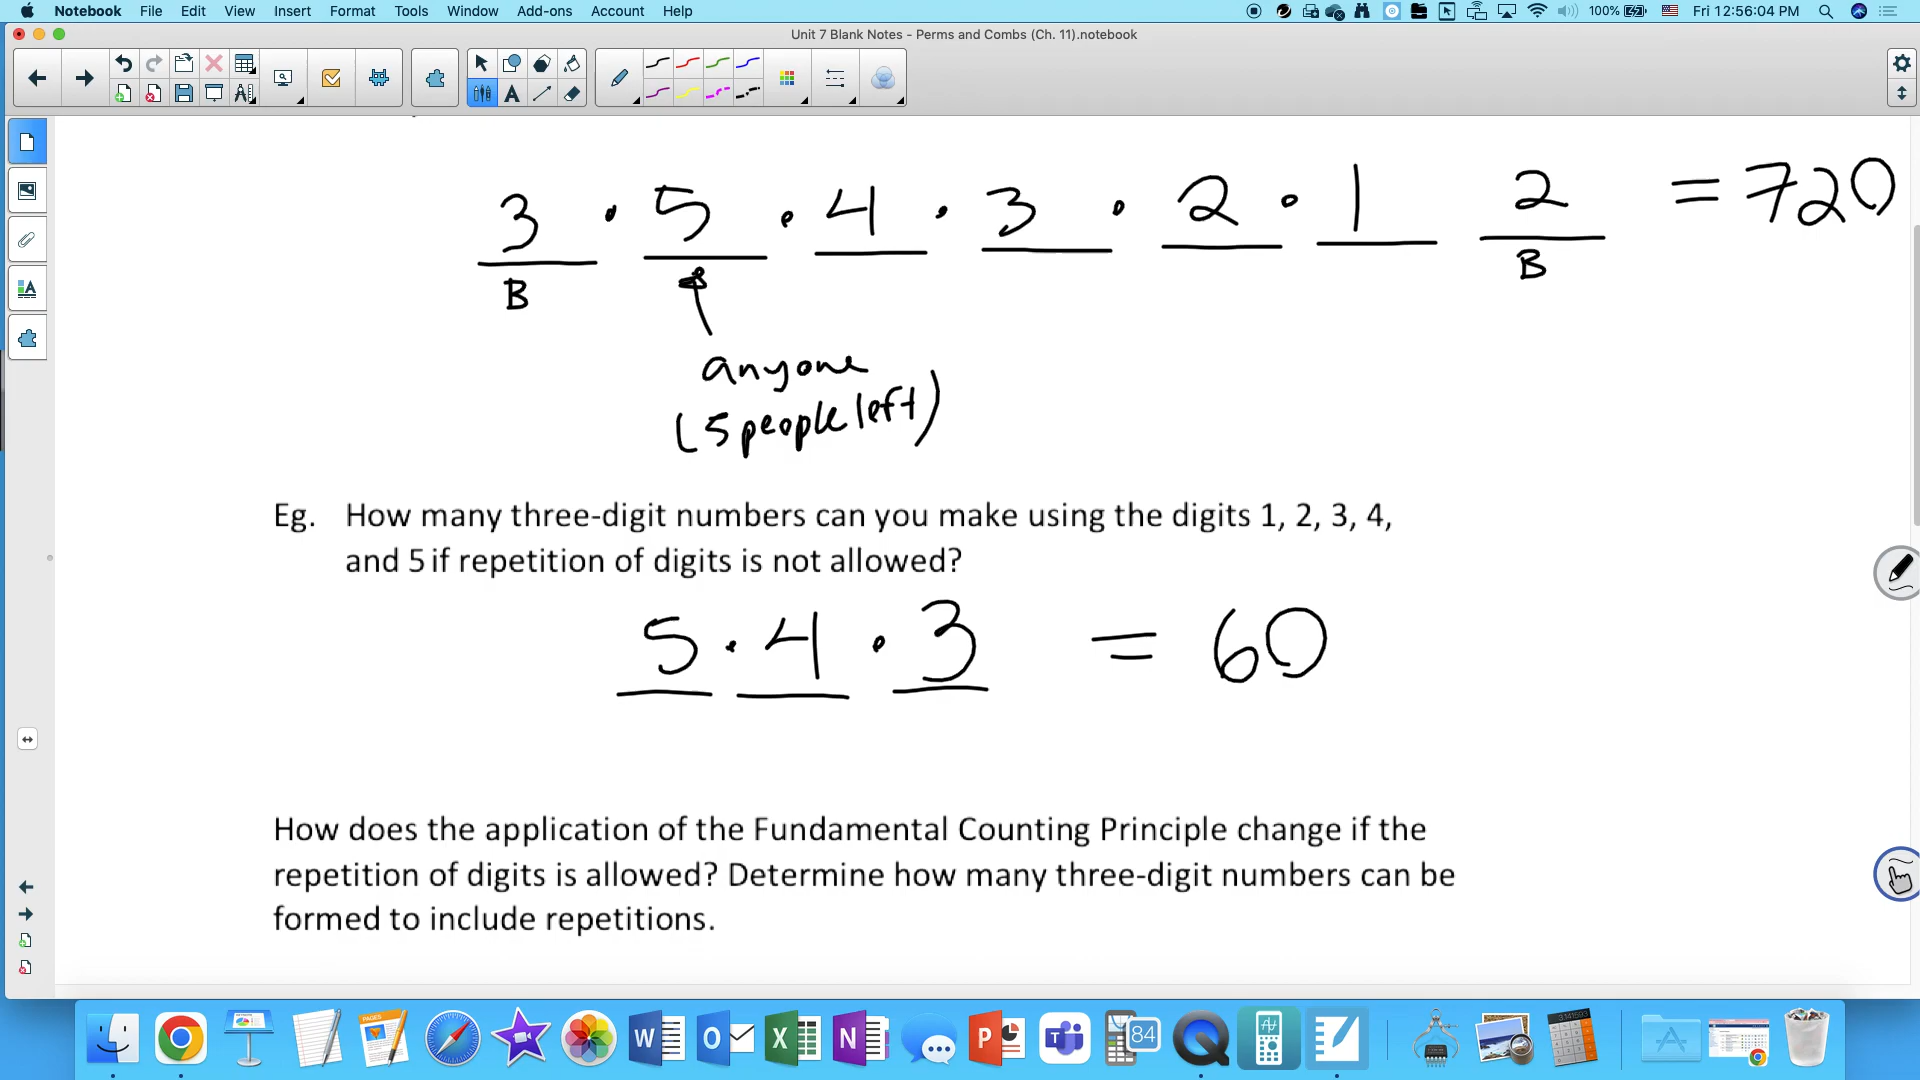 Notebook File Edit View Insert Format Tools Window Add-ons Account Help 100% Fri 12:56:04 PM
Unit 7 Blank Notes - Perms and Combs (Ch. 11).notebook
3 · 5 · 4 · 3 · 2 · 1 2 = 720
B B
anyone
(5 people left)
Eg. How many three-digit numbers can you make using the digits 1, 2, 3, 4,
and 5 if repetition of digits is not allowed?
5 · 4 · 3 = 60
How does the application of the Fundamental Counting Principle change if the
repetition of digits is allowed? Determine how many three-digit numbers can be
formed to include repetitions.